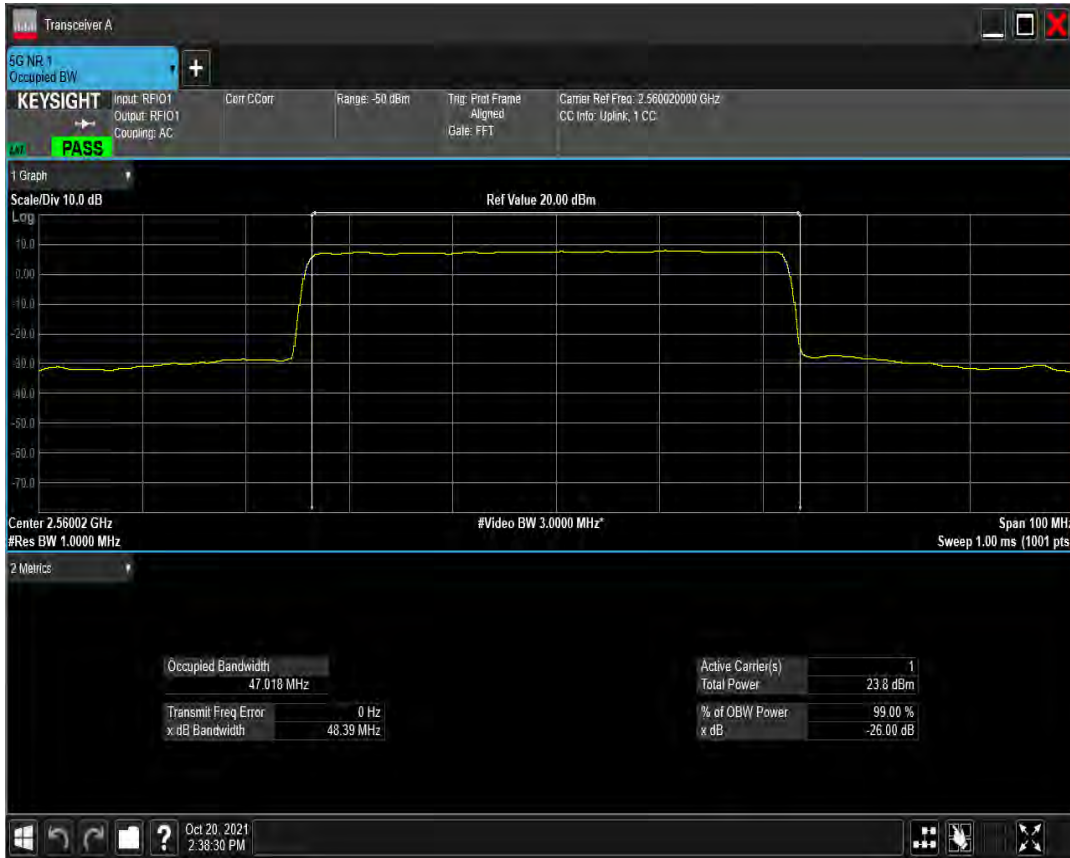 Transceiver A
5G NR 1
Occupied BW
+
KEYSIGHT
PASS
Input: RFIO1
Output: RFIO1
Coupling: AC
Corr CCorr
Range: -50 dBm
Trig: Prot Frame
Aligned
Gate: FFT
Carrier Ref Freq: 2.560020000 GHz
CC Info: Uplink, 1 CC
1 Graph
Scale/Div 10.0 dB
Ref Value 20.00 dBm
Log
10.0
0.00
-10.0
-20.0
-30.0
-40.0
-50.0
-60.0
-70.0
Center 2.56002 GHz
#Video BW 3.0000 MHz*
Span 100 MHz
#Res BW 1.0000 MHz
Sweep 1.00 ms (1001 pts
2 Metrics
Occupied Bandwidth
47.018 MHz
Transmit Freq Error 0 Hz
x dB Bandwidth 48.39 MHz
Active Carrier(s) 1
Total Power 23.8 dBm
% of OBW Power 99.00 %
x dB -26.00 dB
?
Oct 20, 2021
2:38:30 PM